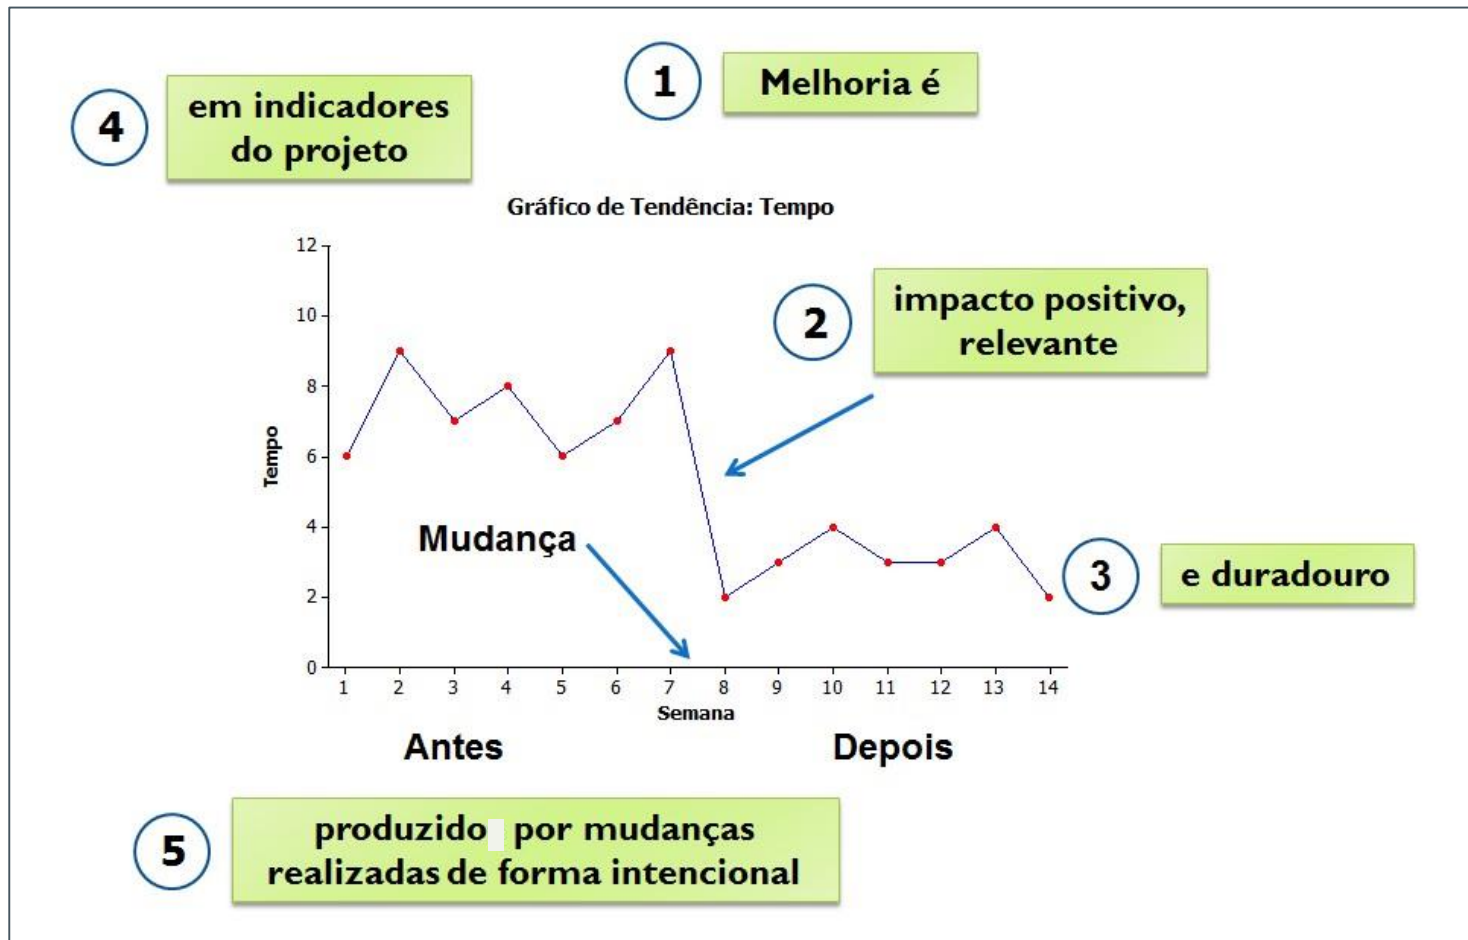 1
Melhoria é
4
em indicadores
do projeto
Gráfico de Tendência: Tempo
2
impacto positivo,
relevante
12
10
8
6
4
2
0
Tempo
Mudança
3
e duradouro
1 2 3 4 5 6 7 8 9 10 11 12 13 14
Semana
Antes
Depois
5
produzido por mudanças
realizadas de forma intencional